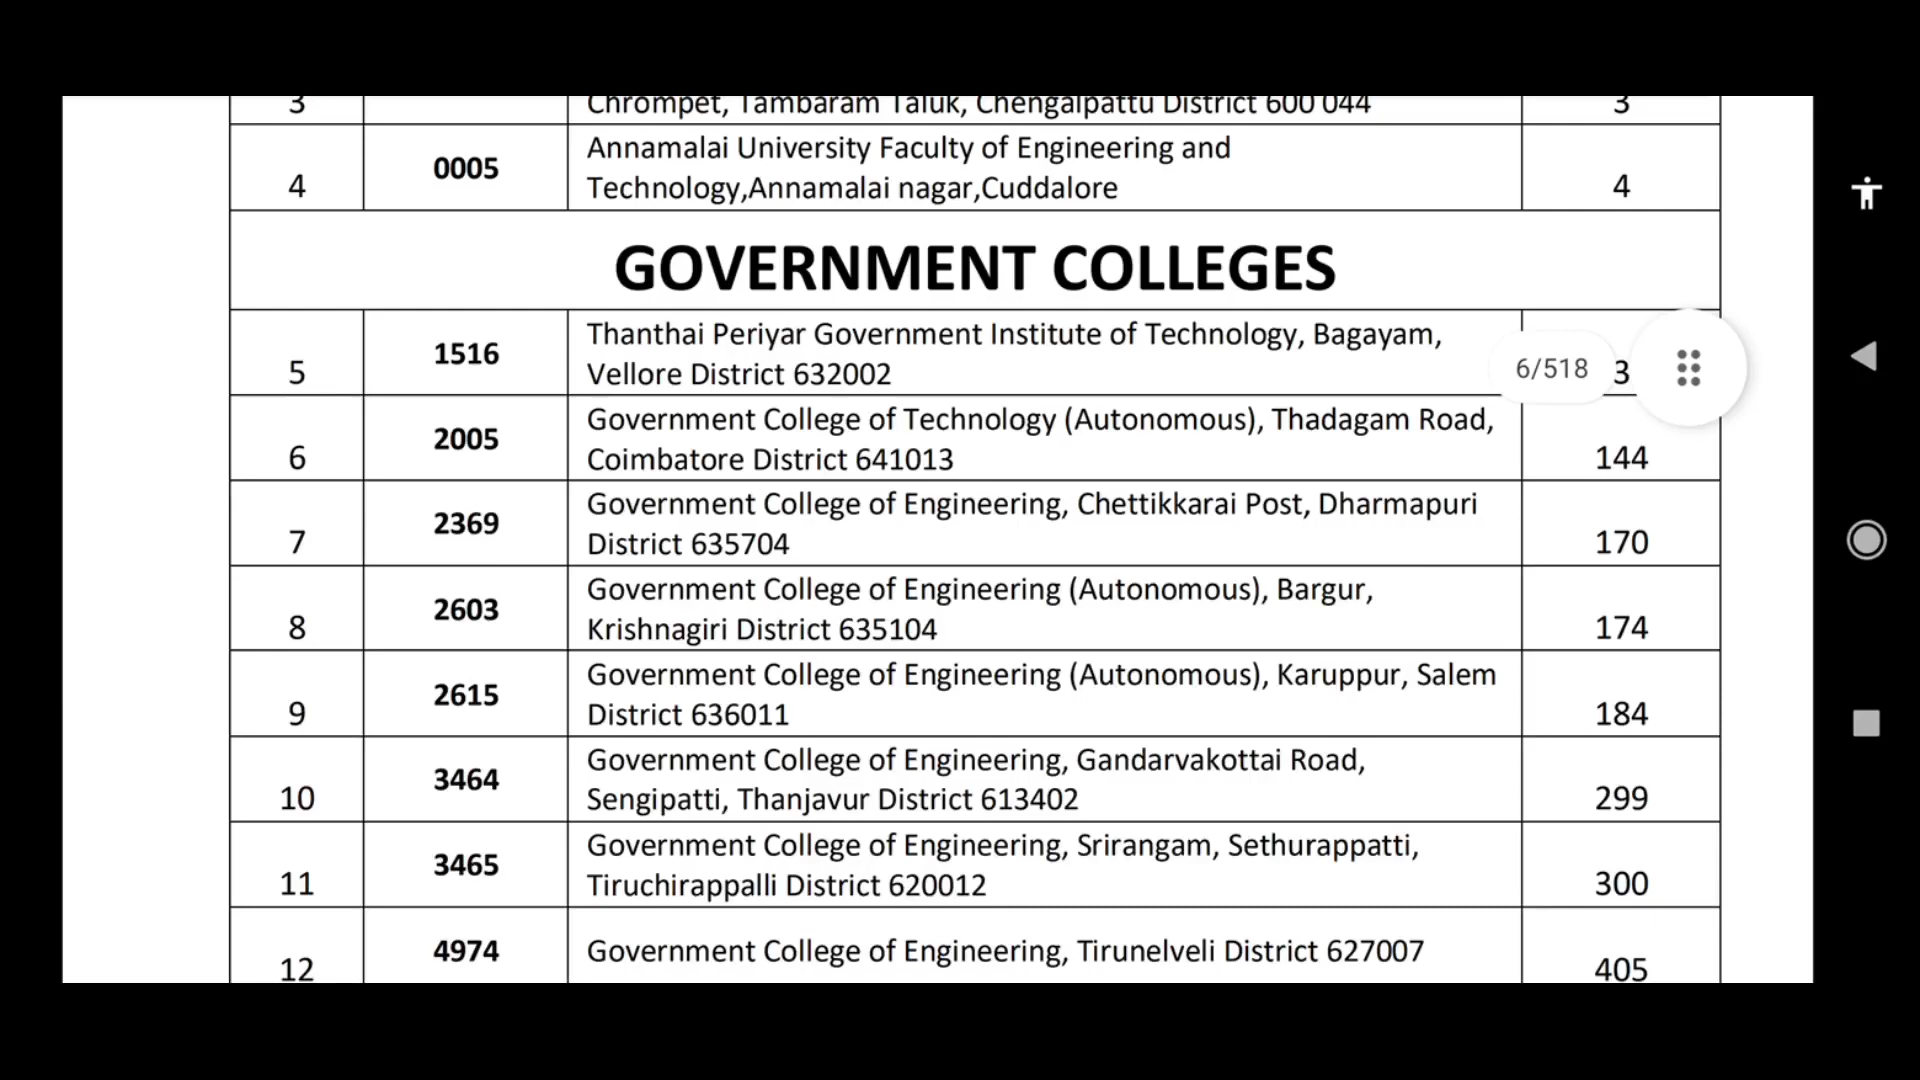 3 Chrompet, Tambaram Taluk, Chengalpattu District 600 044 3
4 0005 Annamalai University Faculty of Engineering and
Technology,Annamalai nagar,Cuddalore 4
GOVERNMENT COLLEGES
5 1516 Thanthai Periyar Government Institute of Technology, Bagayam,
Vellore District 632002 3
6/518
6 2005 Government College of Technology (Autonomous), Thadagam Road,
Coimbatore District 641013 144
7 2369 Government College of Engineering, Chettikkarai Post, Dharmapuri
District 635704 170
8 2603 Government College of Engineering (Autonomous), Bargur,
Krishnagiri District 635104 174
9 2615 Government College of Engineering (Autonomous), Karuppur, Salem
District 636011 184
10 3464 Government College of Engineering, Gandarvakottai Road,
Sengipatti, Thanjavur District 613402 299
11 3465 Government College of Engineering, Srirangam, Sethurappatti,
Tiruchirappalli District 620012 300
12 4974 Government College of Engineering, Tirunelveli District 627007 405